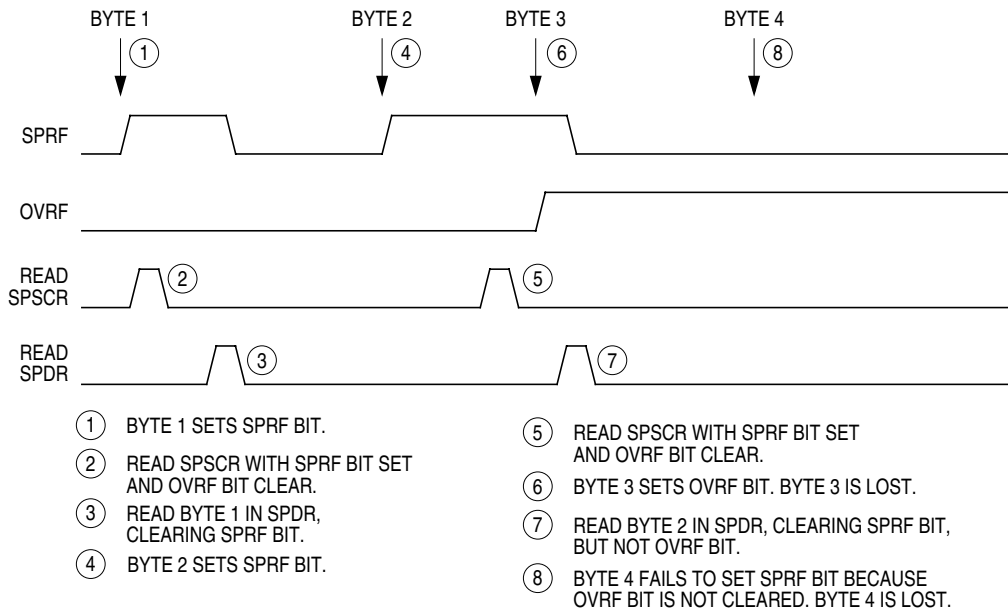 BYTE 1 BYTE 2 BYTE 3 BYTE 4
1 4 6 8
SPRF
OVRF
READ
SPSCR
2 5
READ
SPDR
3 7
1 BYTE 1 SETS SPRF BIT.
2 READ SPSCR WITH SPRF BIT SET
AND OVRF BIT CLEAR.
3 READ BYTE 1 IN SPDR,
CLEARING SPRF BIT.
4 BYTE 2 SETS SPRF BIT.
5 READ SPSCR WITH SPRF BIT SET
AND OVRF BIT CLEAR.
6 BYTE 3 SETS OVRF BIT. BYTE 3 IS LOST.
7 READ BYTE 2 IN SPDR, CLEARING SPRF BIT,
BUT NOT OVRF BIT.
8 BYTE 4 FAILS TO SET SPRF BIT BECAUSE
OVRF BIT IS NOT CLEARED. BYTE 4 IS LOST.